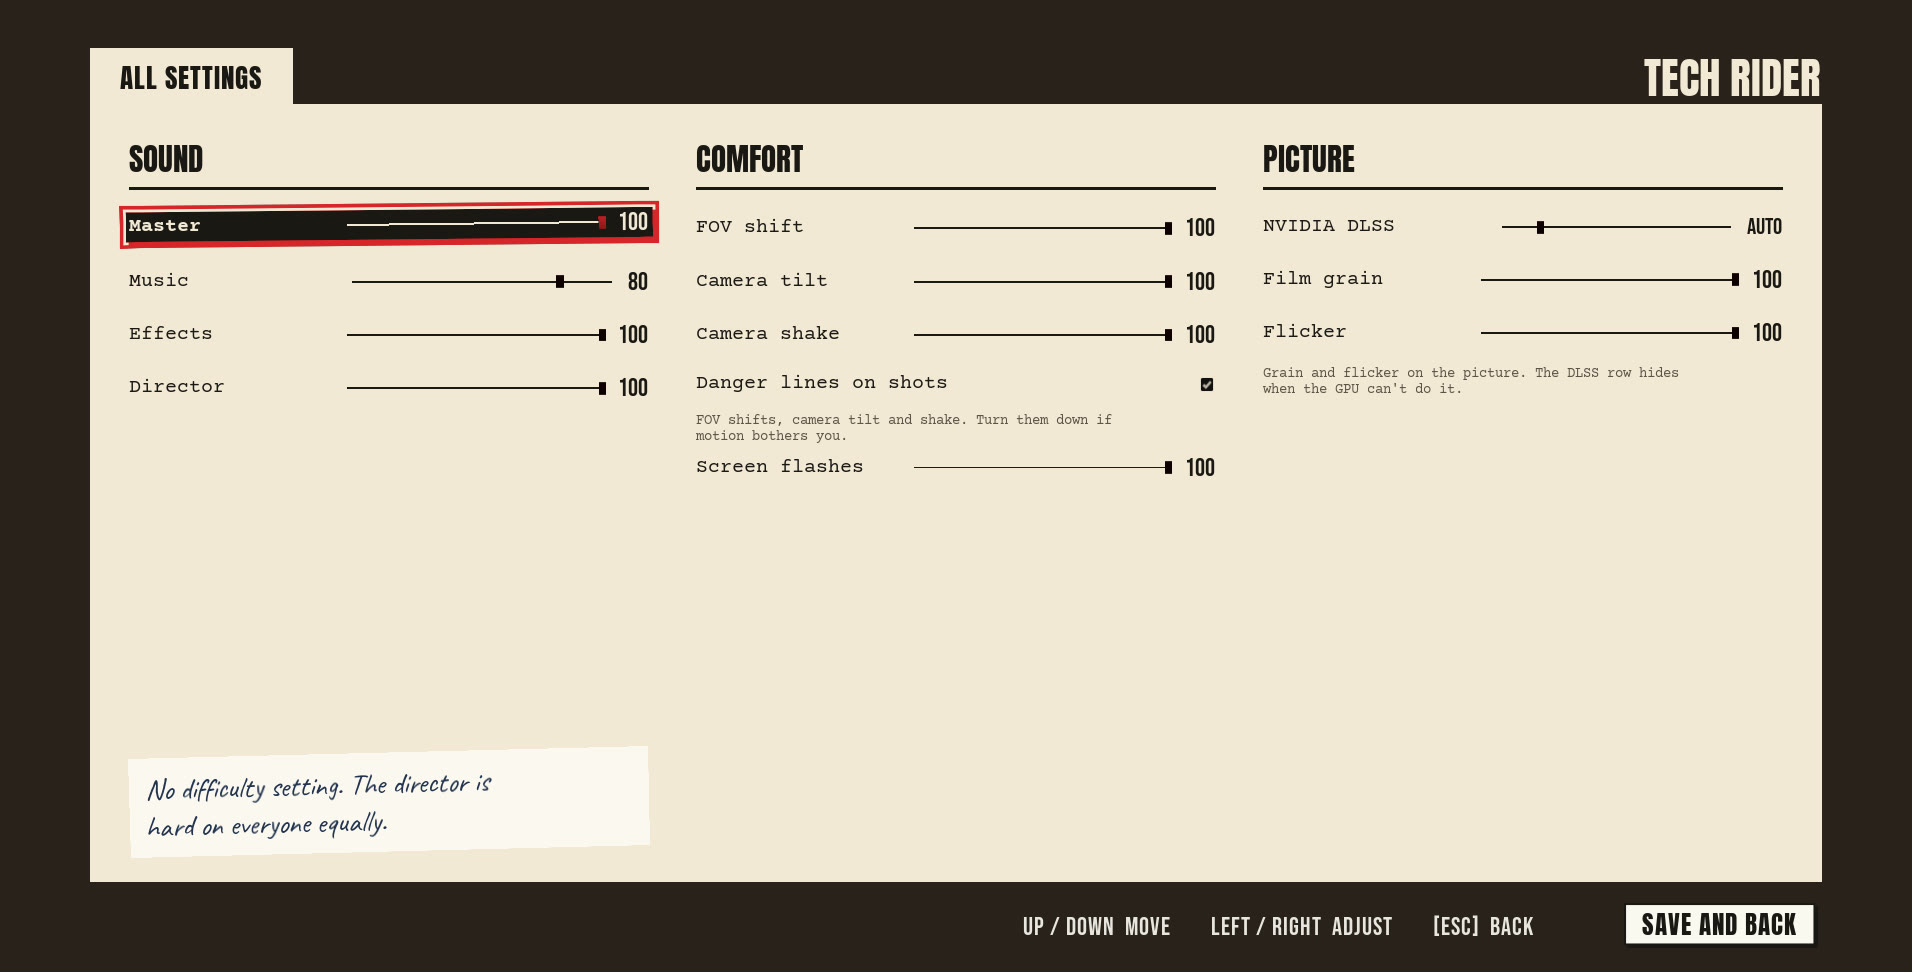 ALL SETTINGS
TECH RIDER
SOUND
Master 100
Music 80
Effects 100
Director 100
No difficulty setting. The director is
hard on everyone equally.
COMFORT
FOV shift 100
Camera tilt 100
Camera shake 100
Danger lines on shots
FOV shifts, camera tilt and shake. Turn them down if
motion bothers you.
Screen flashes 100
PICTURE
NVIDIA DLSS AUTO
Film grain 100
Flicker 100
Grain and flicker on the picture. The DLSS row hides
when the GPU can't do it.
UP / DOWN MOVE LEFT / RIGHT ADJUST [ESC] BACK SAVE AND BACK